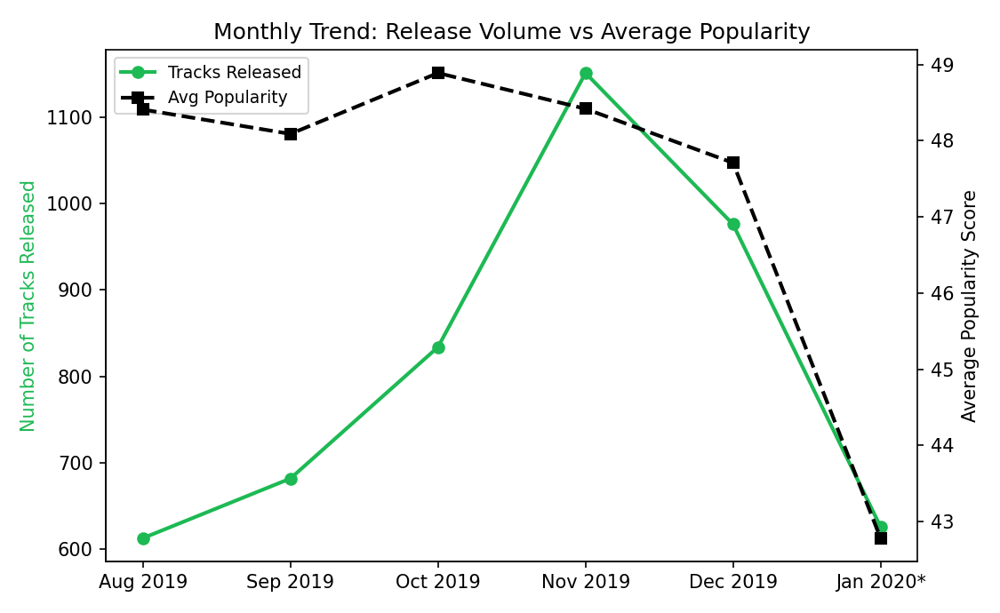 Monthly Trend: Release Volume vs Average Popularity
Tracks Released
Avg Popularity
Number of Tracks Released
1100
1000
900
800
700
600
49
48
47
46
45
44
43
Average Popularity Score
Aug 2019 Sep 2019 Oct 2019 Nov 2019 Dec 2019 Jan 2020*